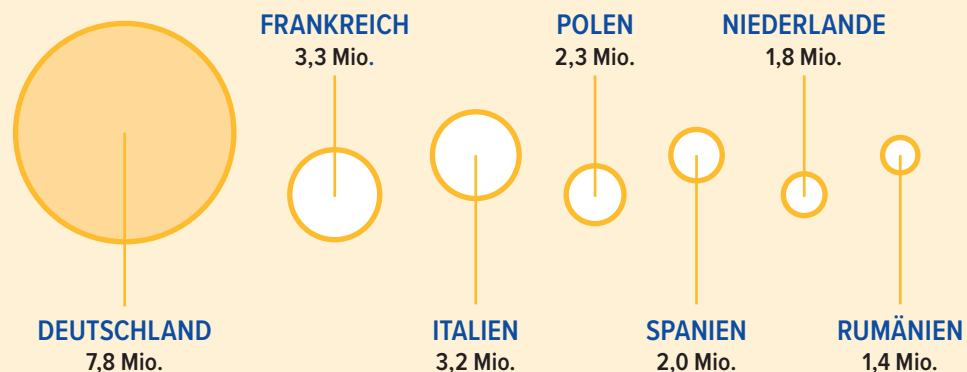 FRANKREICH
3,3 Mio.
POLEN
2,3 Mio.
NIEDERLANDE
1,8 Mio.
DEUTSCHLAND
7,8 Mio.
ITALIEN
3,2 Mio.
SPANIEN
2,0 Mio.
RUMÄNIEN
1,4 Mio.